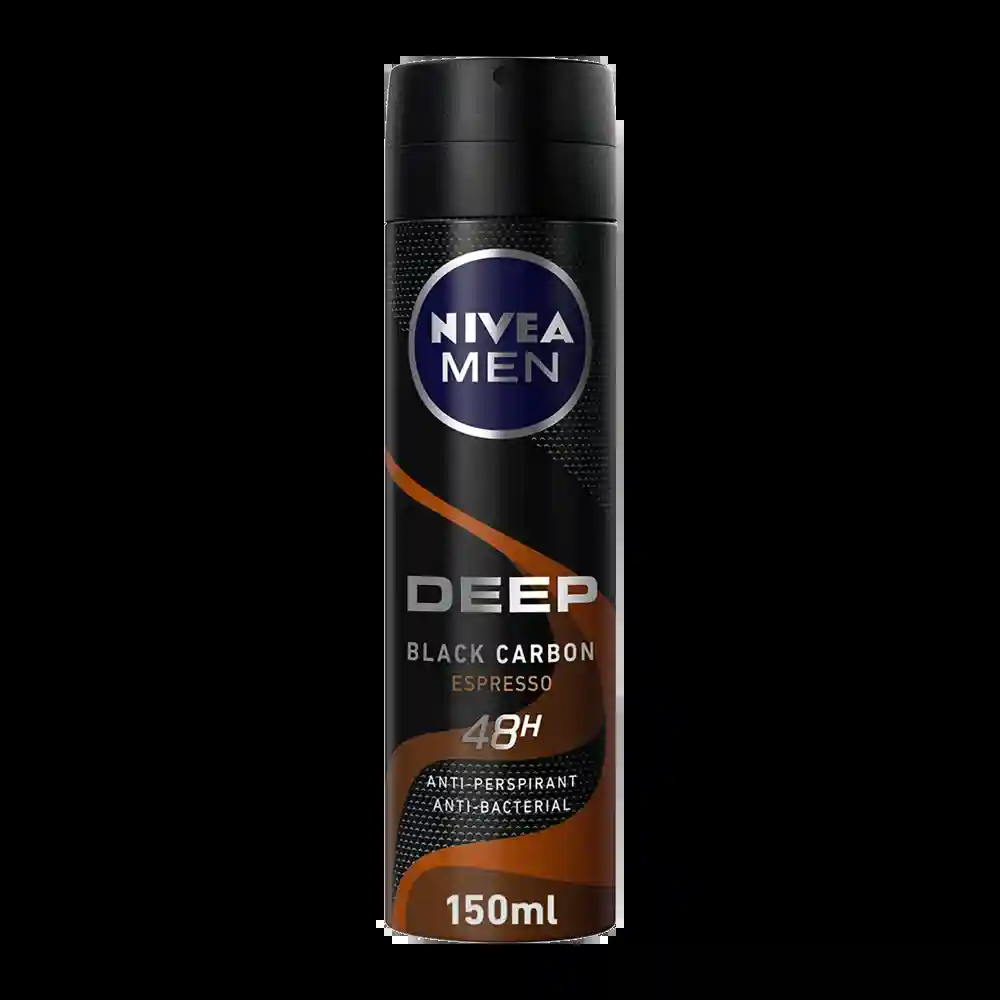 NIVEA
MEN
DEEP
BLACK CARBON
ESPRESSO
48H
ANTI-PERSPIRANT
ANTI-BACTERIAL
150ml